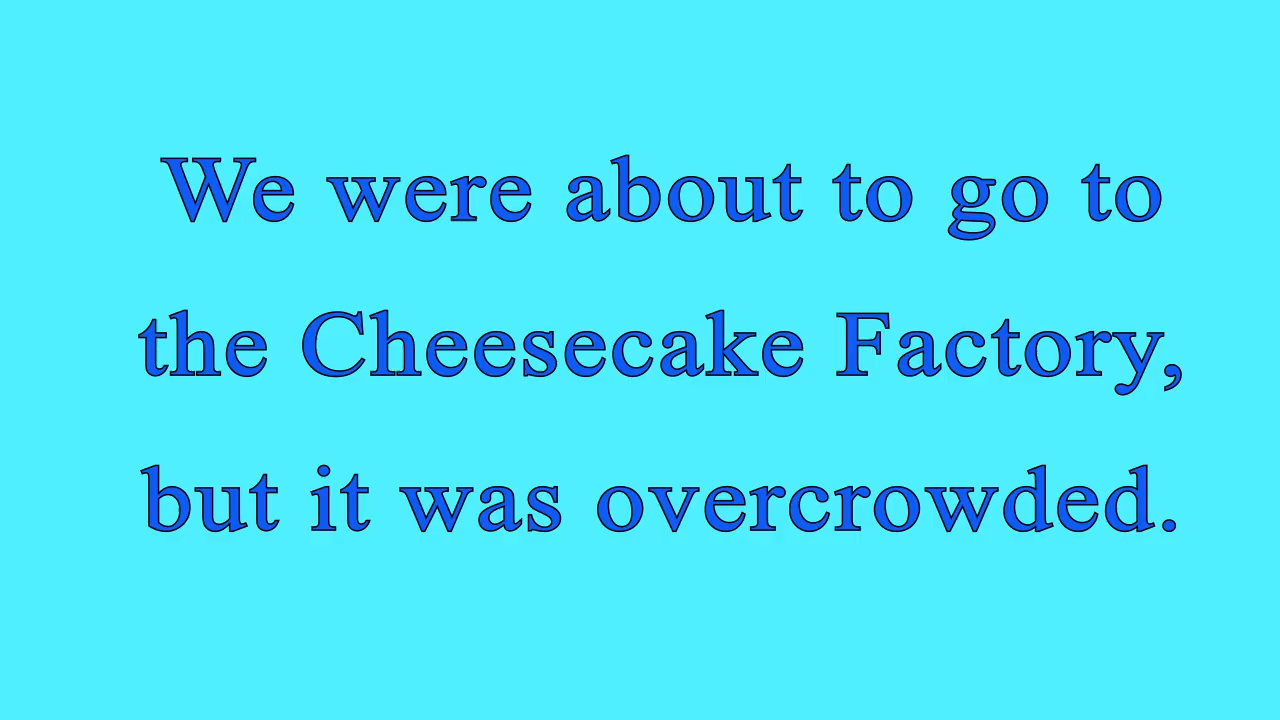 We were about to go to
the Cheesecake Factory,
but it was overcrowded.